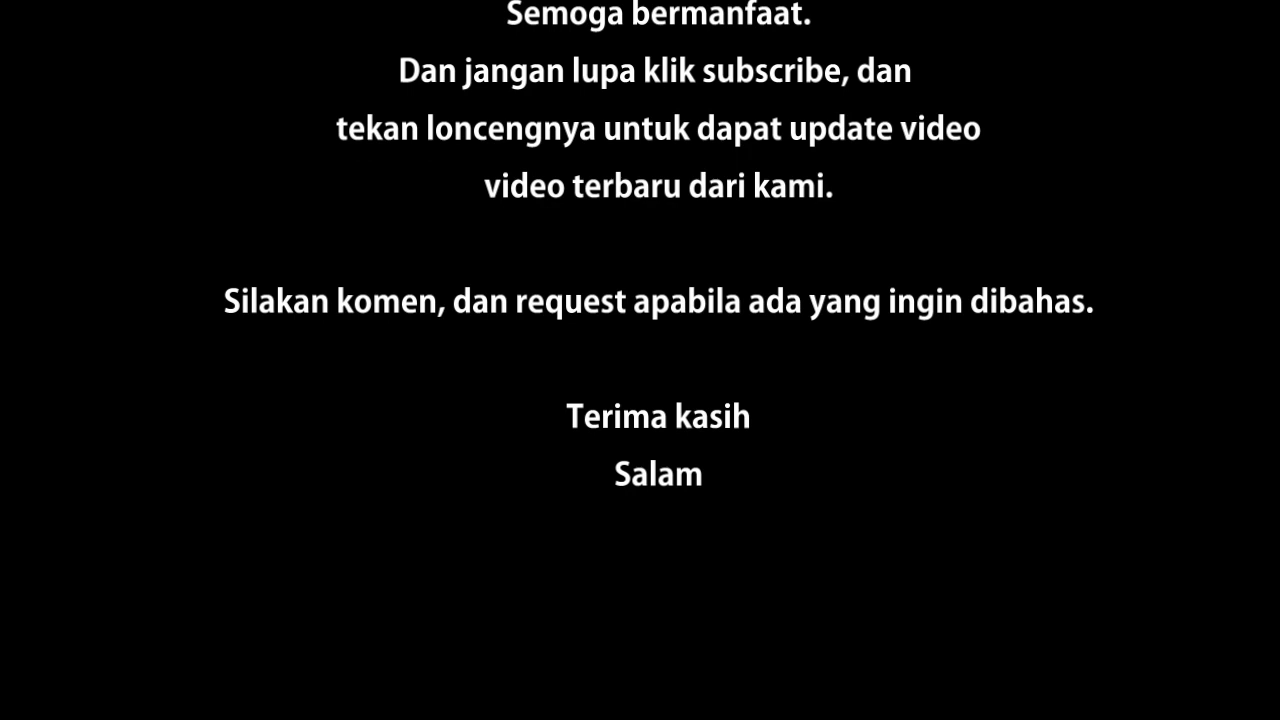 Semoga bermanfaat.
Dan jangan lupa klik subscribe, dan
tekan loncengnya untuk dapat update video
video terbaru dari kami.
Silakan komen, dan request apabila ada yang ingin dibahas.
Terima kasih
Salam